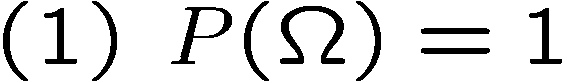 (1) P(Ω) = 1